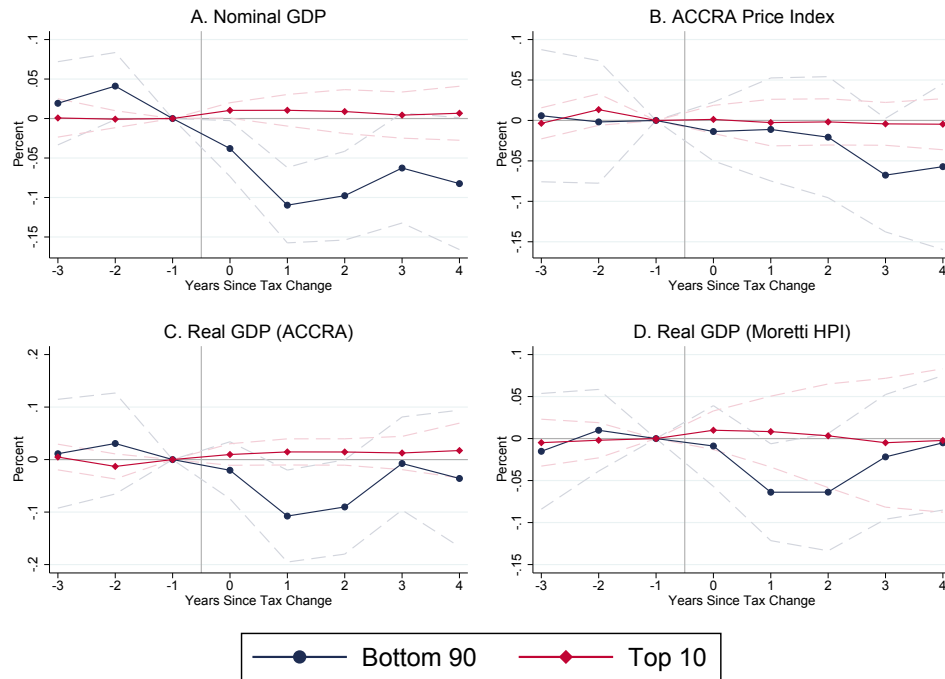 A. Nominal GDP
Percent
.1
.05
0
-.05
-.1
-.15
-3 -2 -1 0 1 2 3 4
Years Since Tax Change
B. ACCRA Price Index
Percent
.1
.05
0
-.05
-.1
-.15
-3 -2 -1 0 1 2 3 4
Years Since Tax Change
C. Real GDP (ACCRA)
Percent
.2
.1
0
-.1
-.2
-3 -2 -1 0 1 2 3 4
Years Since Tax Change
D. Real GDP (Moretti HPI)
Percent
.1
.05
0
-.05
-.1
-.15
-3 -2 -1 0 1 2 3 4
Years Since Tax Change
Bottom 90 Top 10